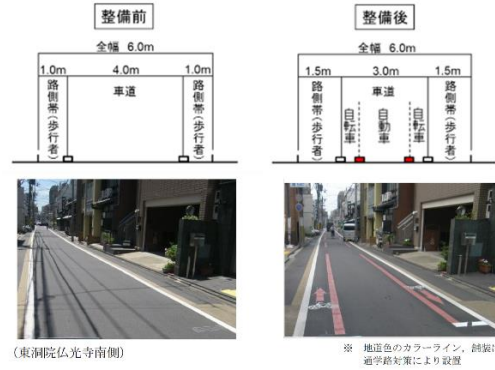 整備前
全幅 6.0m
1.0m 4.0m 1.0m
路側帯(歩行者)
車道
路側帯(歩行者)
(東洞院仏光寺南側)
整備後
全幅 6.0m
1.5m 3.0m 1.5m
路側帯(歩行者)
車道
自転車
自動車
自転車
路側帯(歩行者)
※ 地道色のカラーライン,舗装に
通学路対策により設置